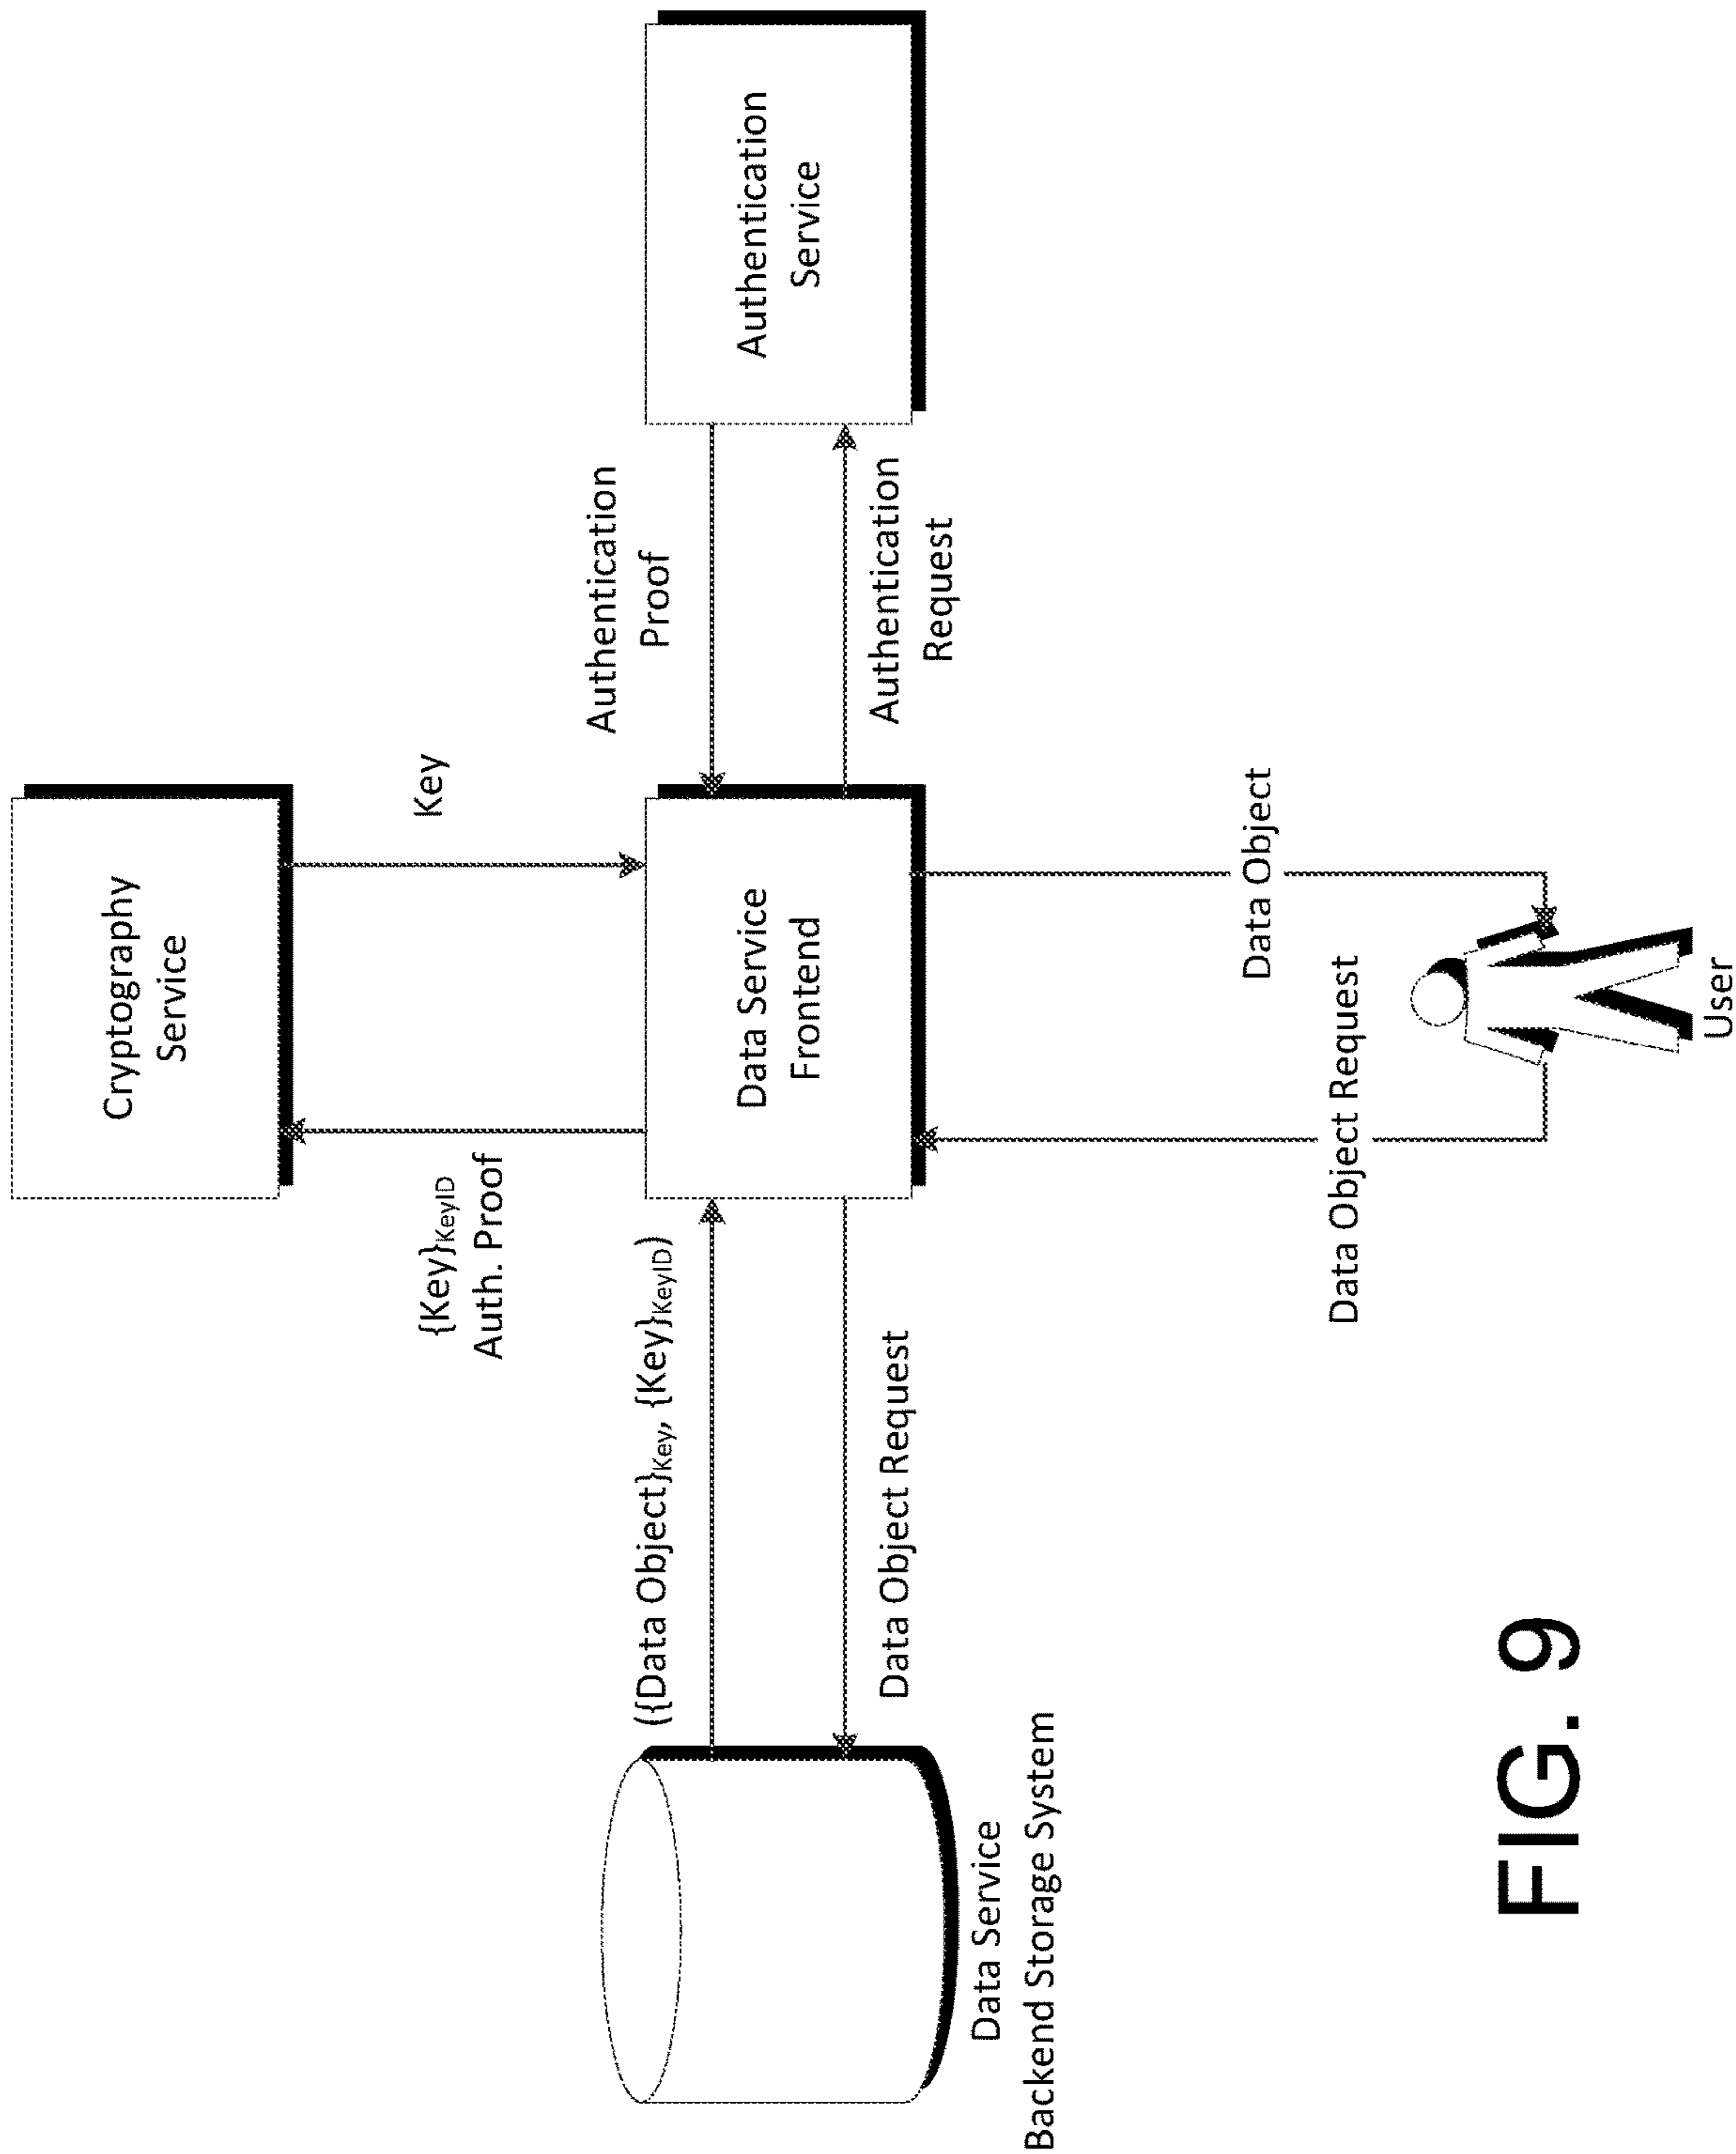 Cryptography
Service
{Key}KeyID
Auth. Proof
Key
({Data Object}Key, {Key}KeyID)
Data Object Request
Data Service
Frontend
Authentication
Proof
Authentication
Request
Authentication
Service
Data Service
Backend Storage System
Data Object Request
Data Object
User
FIG. 9